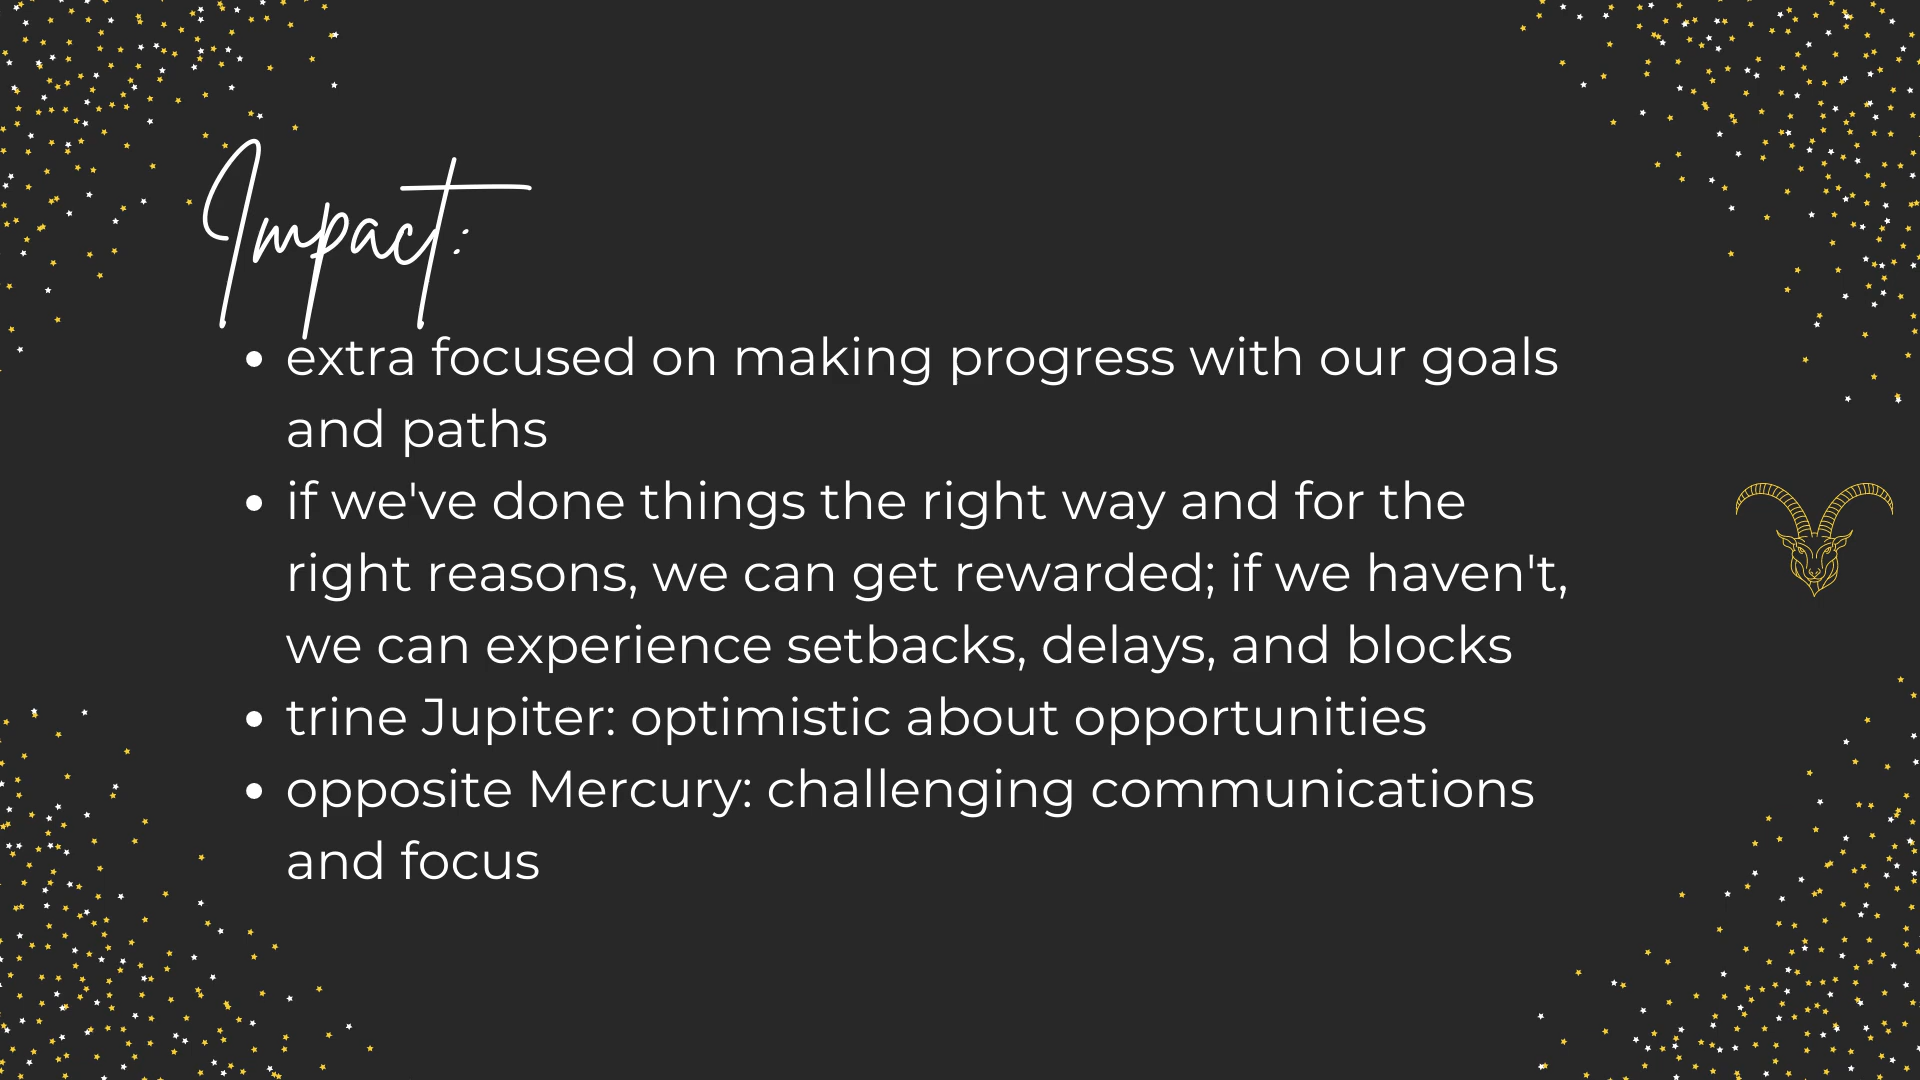 Impact:
• extra focused on making progress with our goals
and paths
• if we've done things the right way and for the
right reasons, we can get rewarded; if we haven't,
we can experience setbacks, delays, and blocks
• trine Jupiter: optimistic about opportunities
• opposite Mercury: challenging communications
and focus